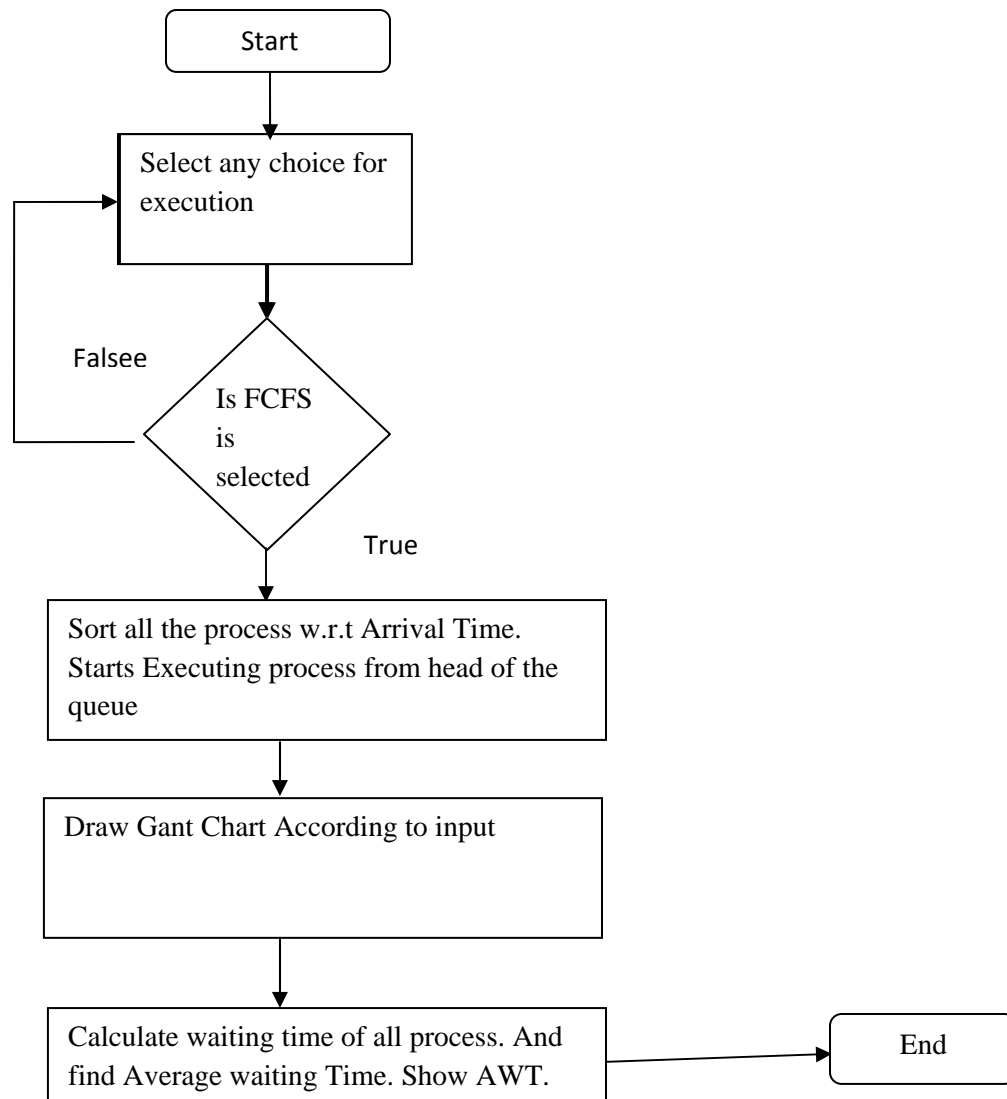 Start
Select any choice for
execution
Falsee
Is FCFS
is
selected
True
Sort all the process w.r.t Arrival Time.
Starts Executing process from head of the
queue
Draw Gant Chart According to input
Calculate waiting time of all process. And
find Average waiting Time. Show AWT.
End